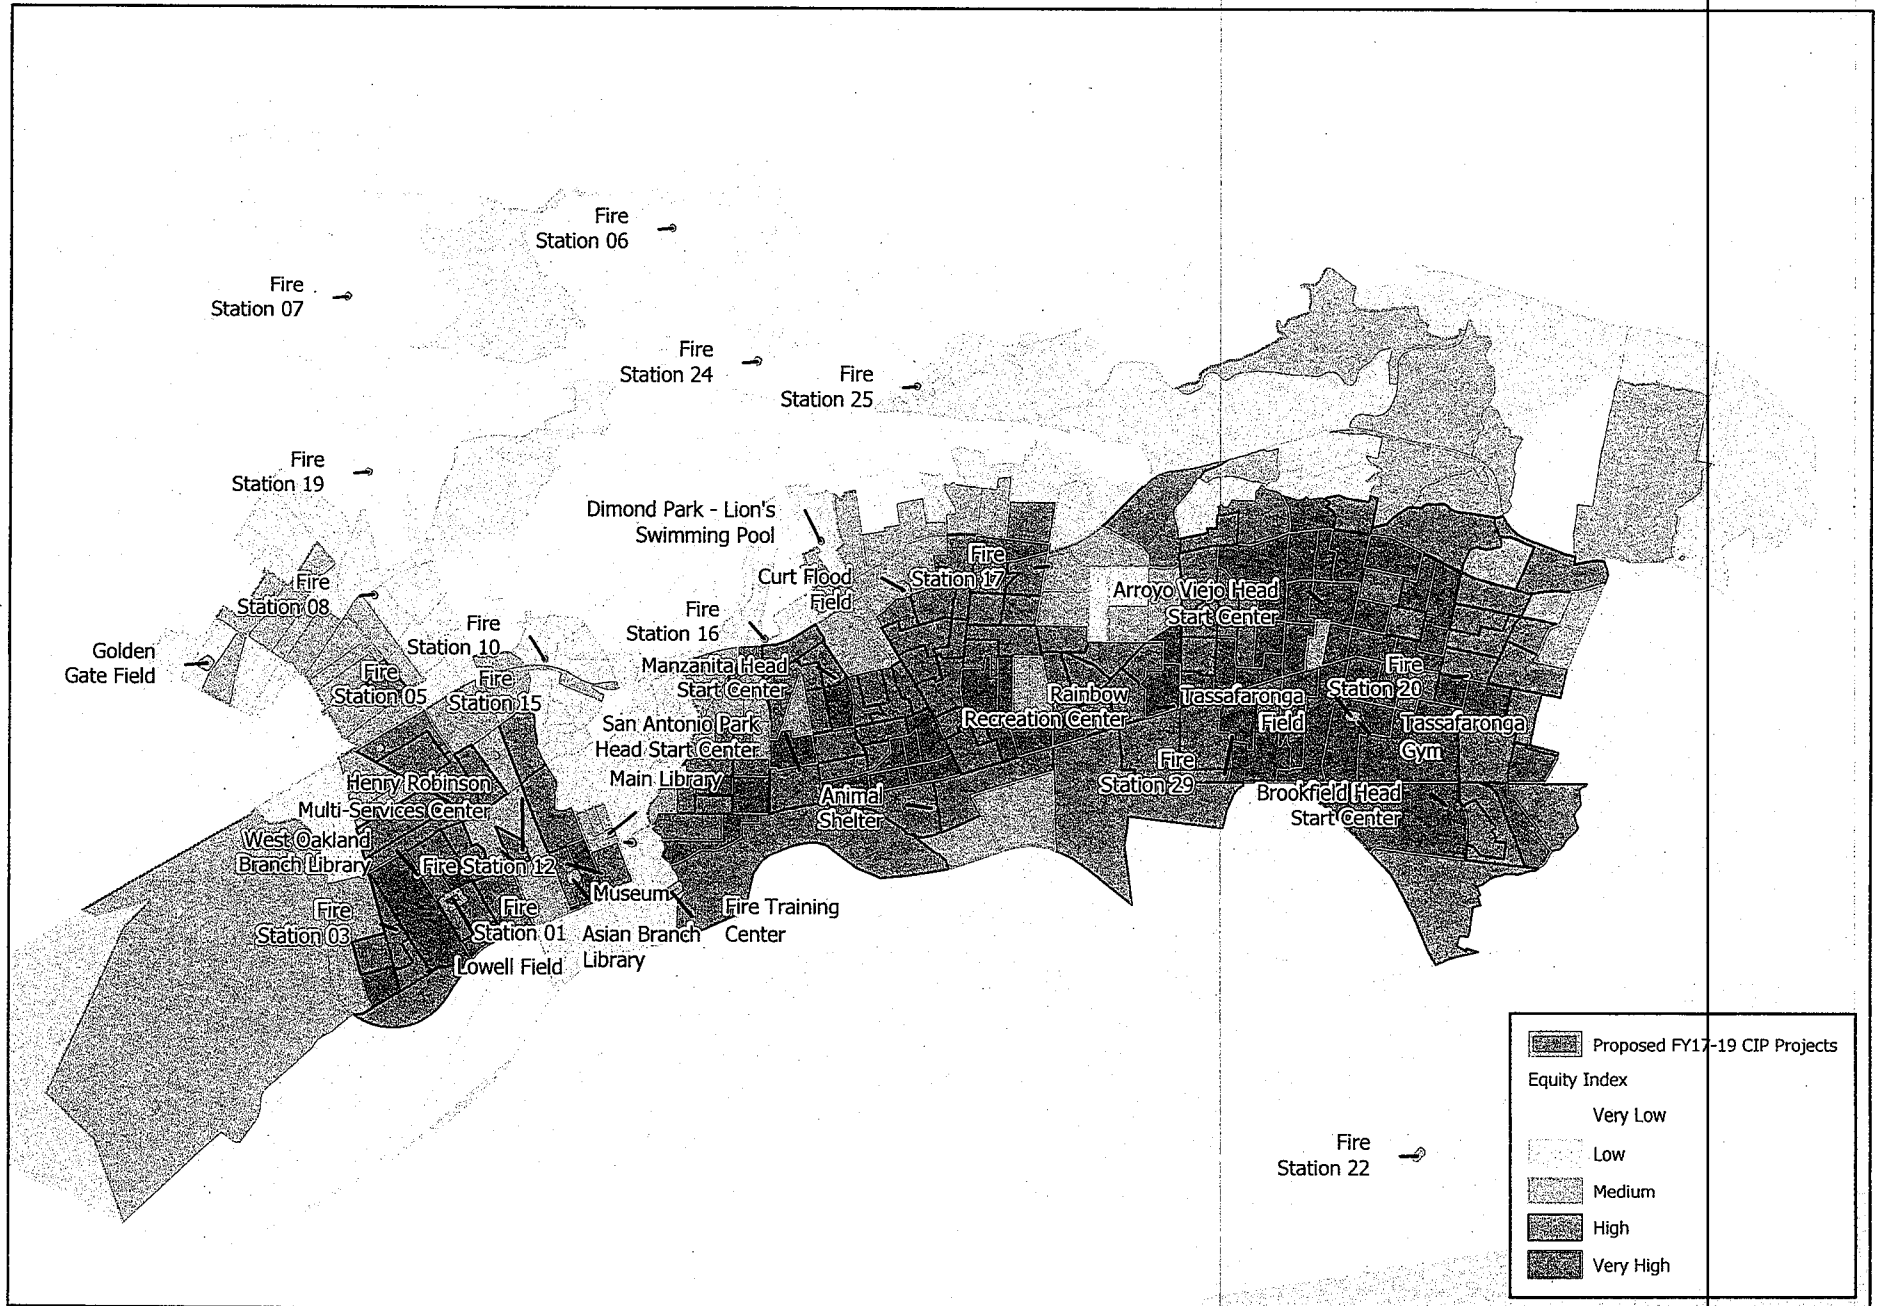 Fire
Station 06
Fire
Station 07
Fire
Station 24
Fire
Station 25
Fire
Station 19
Dimond Park - Lion's
Swimming Pool
Fire
Station 17
Curt Flood
Field
Fire
Station 08
Arroyo Viejo Head
Start Center
Fire
Station 16
Fire
Station 10
Golden
Gate Field
Manzanita Head
Start Center
Fire
Station 05
Fire
Station 15
Fire
Station 20
Rainbow
Recreation Center
Tassafaronga
Field
Tassafaronga
Gym
San Antonio Park
Head Start Center
Main Library
Henry Robinson
Multi-Services Center
Fire
Station 29
Animal
Shelter
Brookfield Head
Start Center
West Oakland
Branch Library
Fire Station 12
Museum
Fire
Station 03
Fire
Station 01
Fire Training
Center
Asian Branch
Library
Lowell Field
Fire
Station 22
Proposed FY17-19 CIP Projects
Equity Index
Very Low
Low
Medium
High
Very High